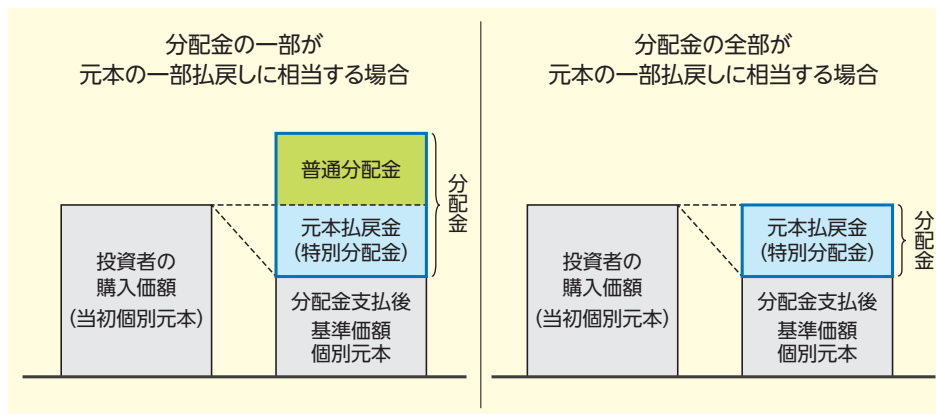 分配金の一部が
元本の一部払戻しに相当する場合
普通分配金
元本払戻金
(特別分配金)
分配金
投資者の
購入価額
(当初個別元本)
分配金支払後
基準価額
個別元本
分配金の全部が
元本の一部払戻しに相当する場合
元本払戻金
(特別分配金)
分配金
投資者の
購入価額
(当初個別元本)
分配金支払後
基準価額
個別元本